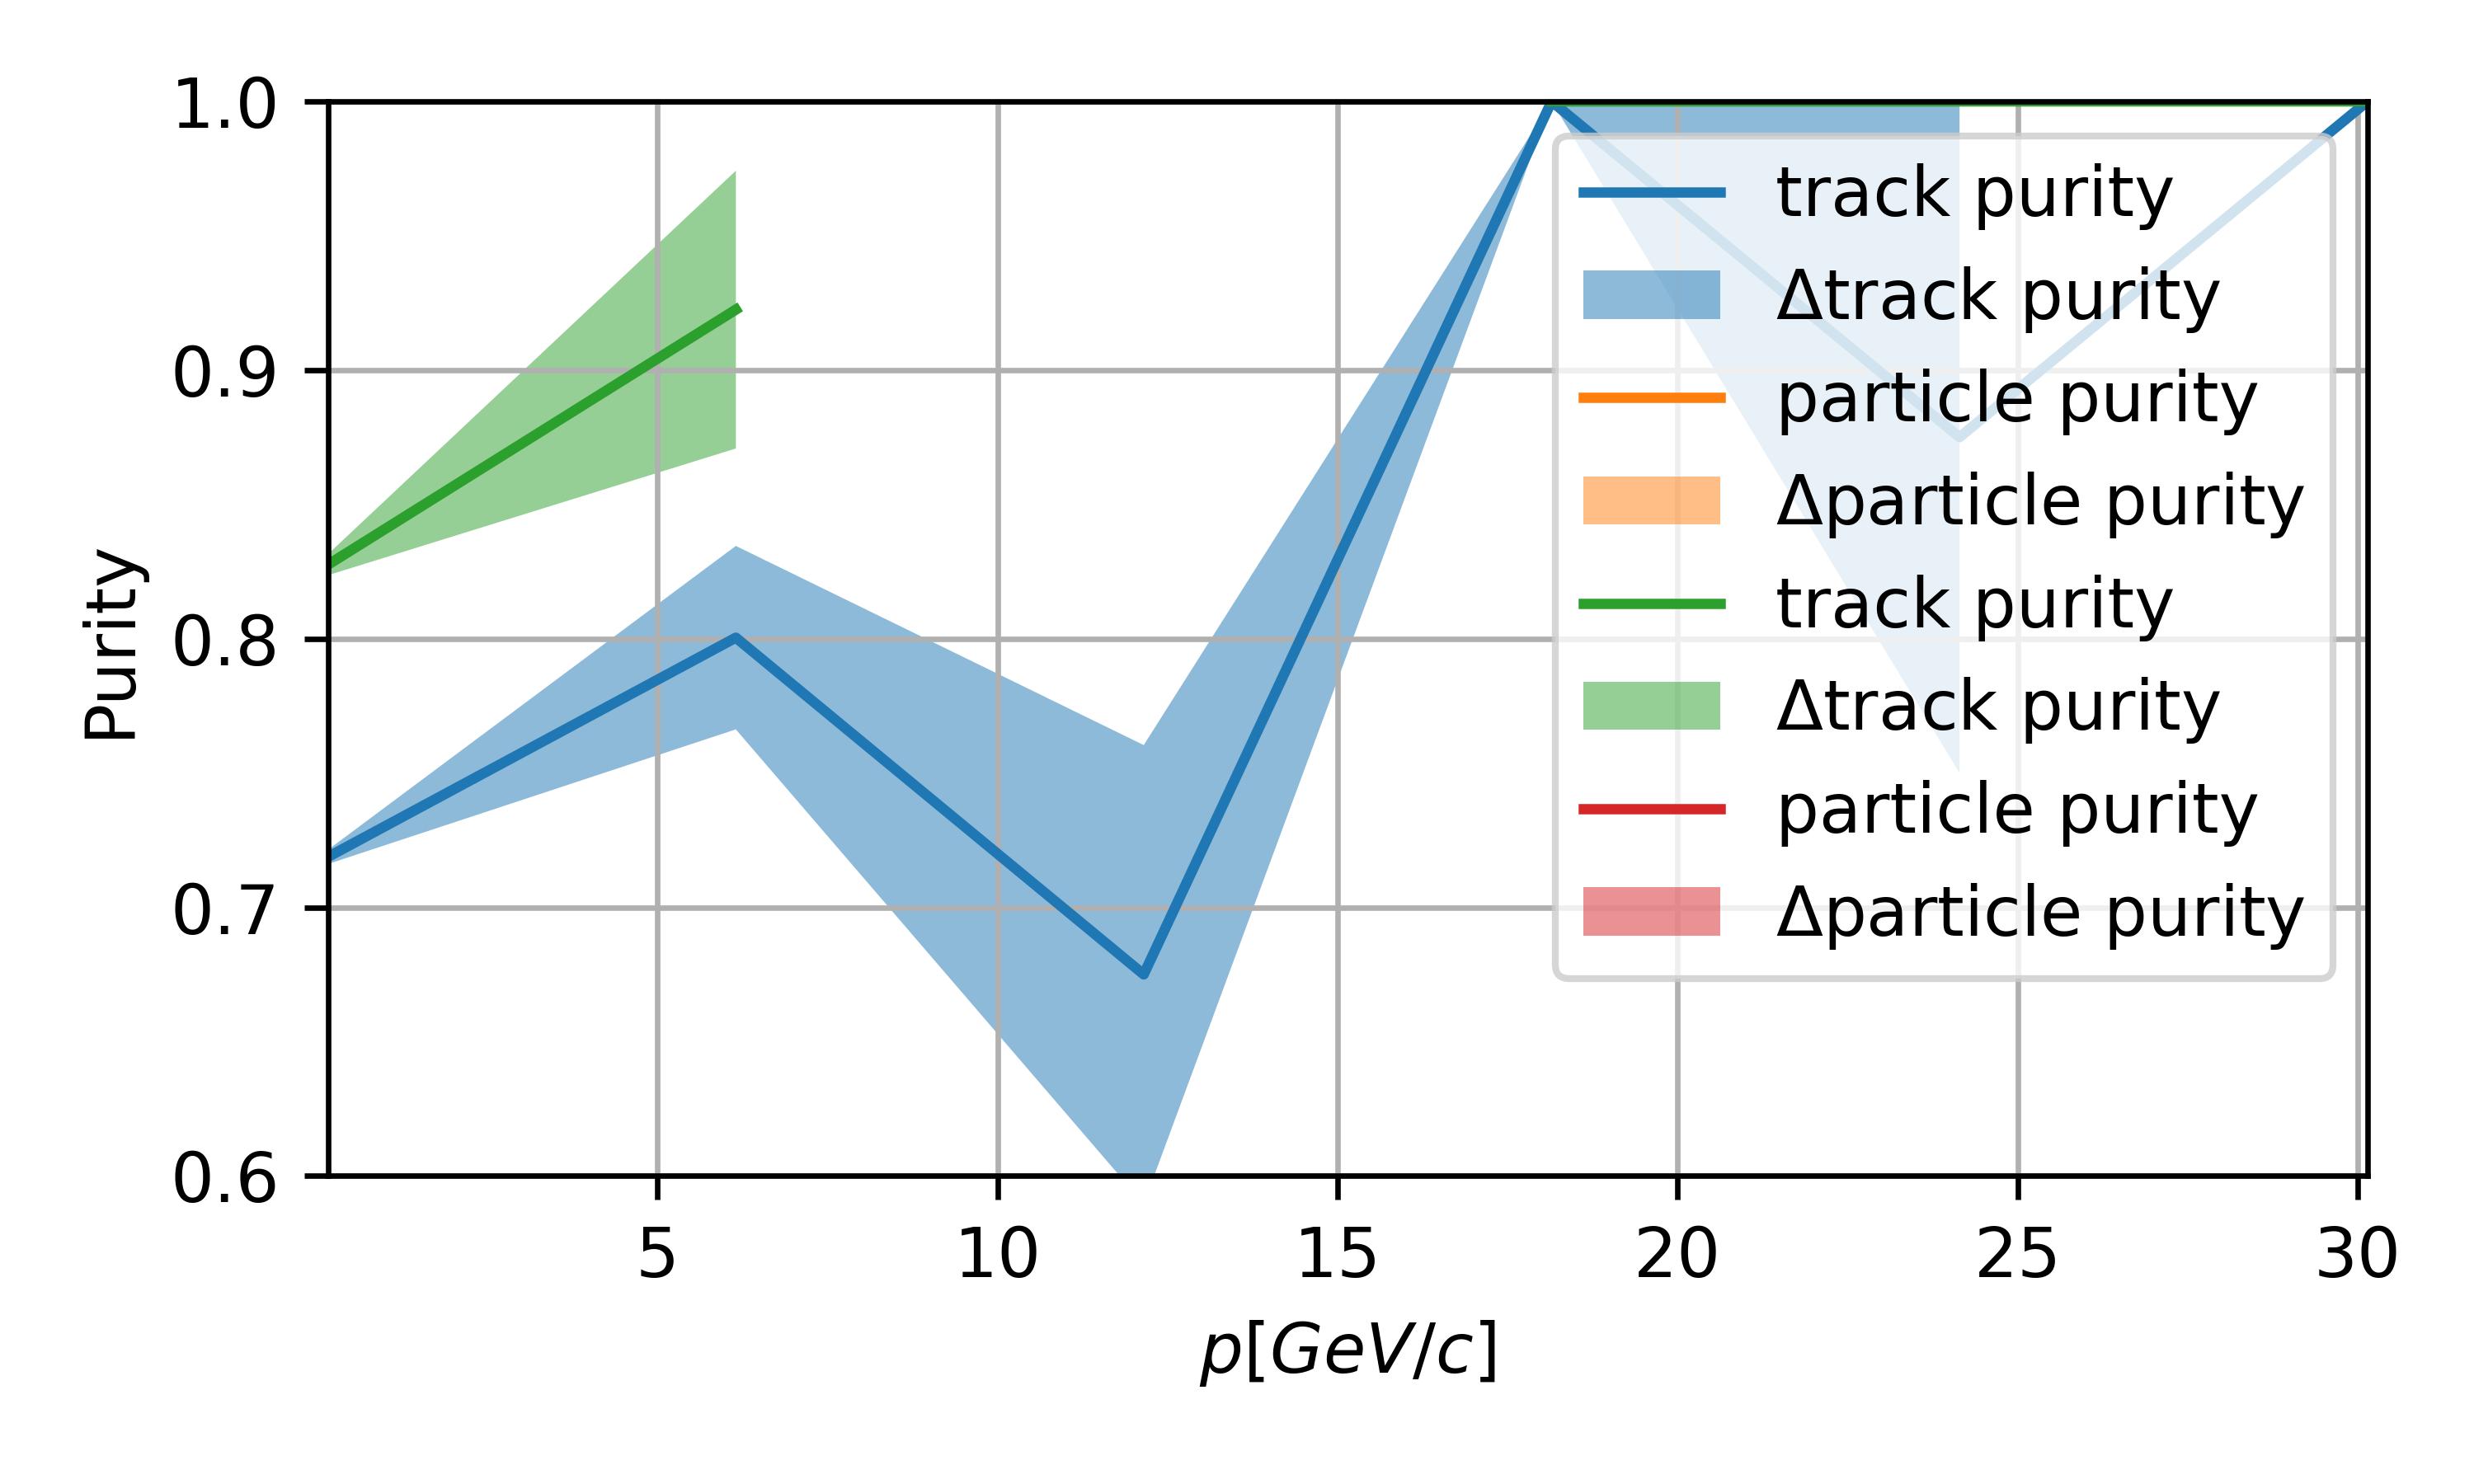 1.0
0.9
0.8
0.7
0.6
Purity
track purity
Δtrack purity
particle purity
Δparticle purity
track purity
Δtrack purity
particle purity
Δparticle purity
5 10 15 20 25 30
p[GeV/c]